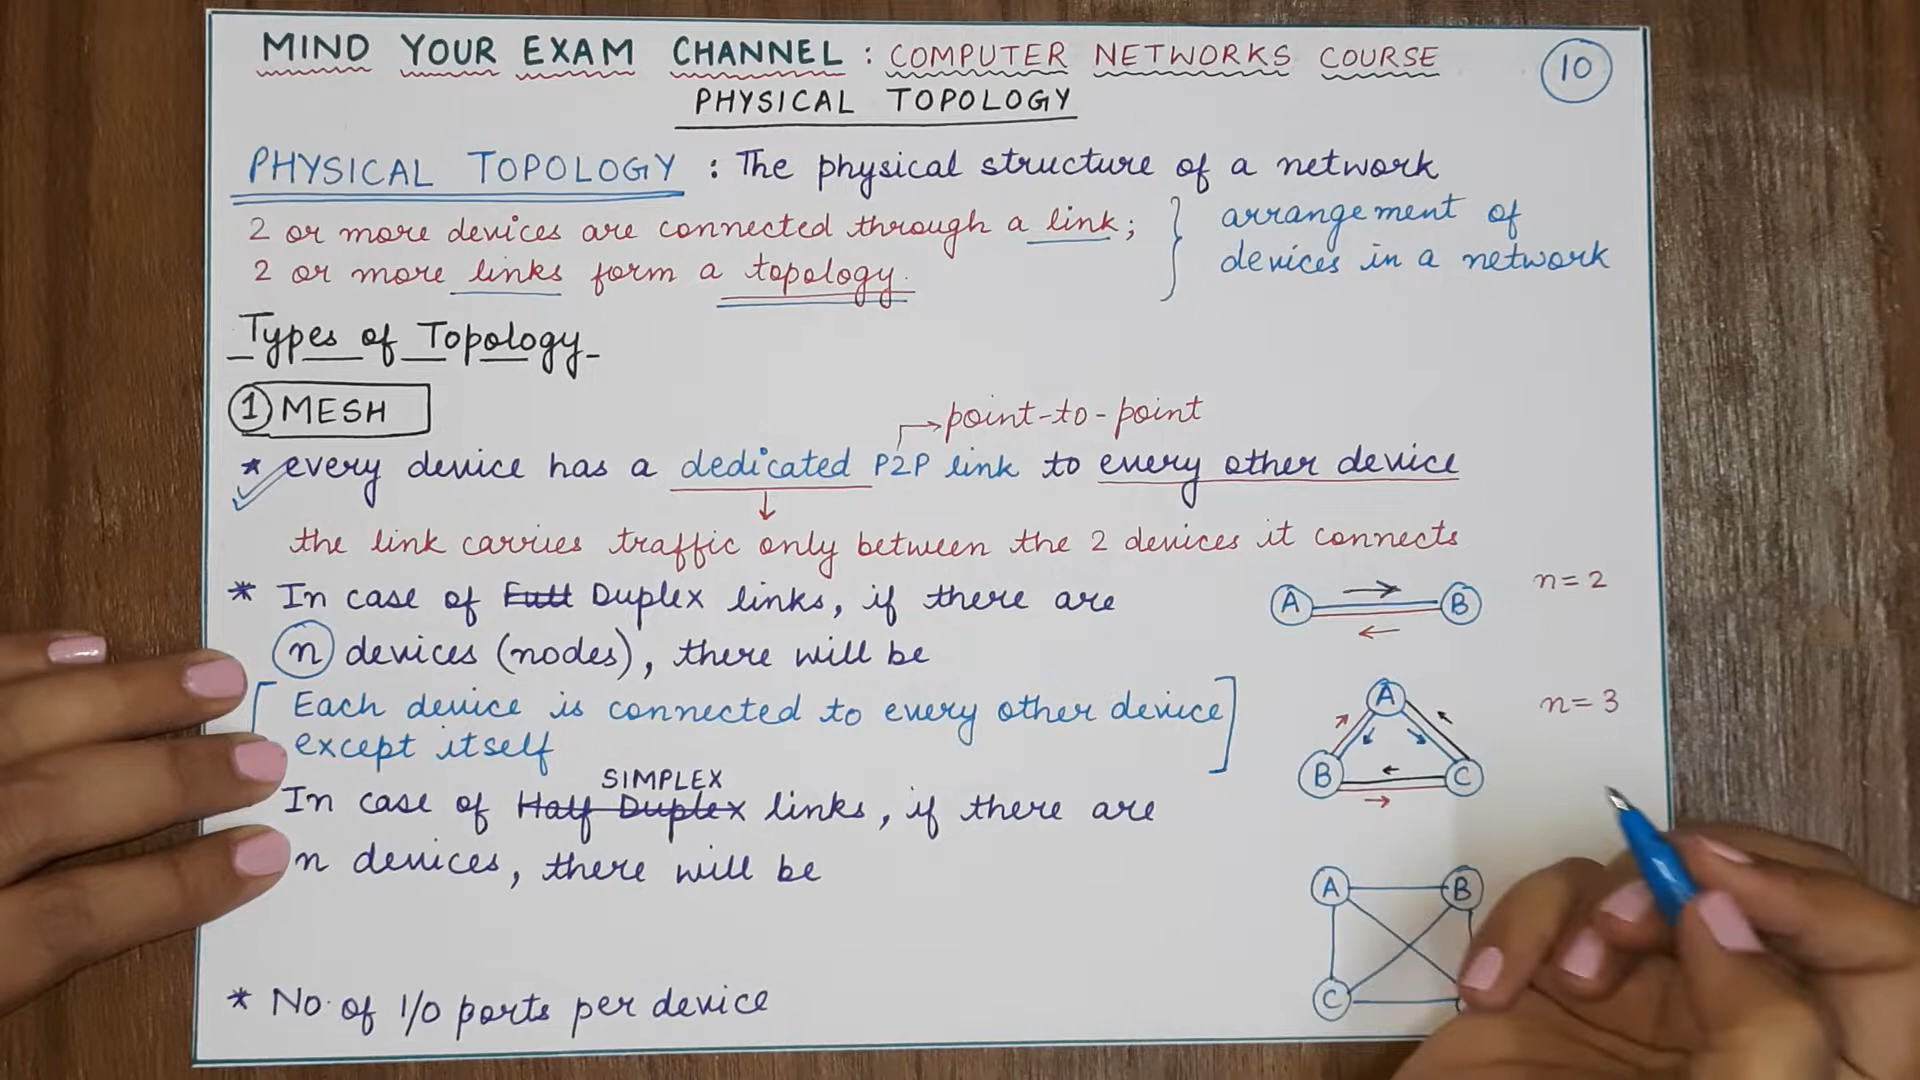 MIND YOUR EXAM CHANNEL : COMPUTER NETWORKS COURSE
10
PHYSICAL TOPOLOGY
PHYSICAL TOPOLOGY : The physical structure of a network
2 or more devices are connected through a link;
2 or more links form a topology.
arrangement of
devices in a network
Types of Topology
1 MESH
point-to-point
* every device has a dedicated P2P link to every other device
the link carries traffic only between the 2 devices it connects
* In case of Full Duplex links, if there are
n devices (nodes), there will be
[Each device is connected to every other device
except itself]
SIMPLEX
In case of Half Duplex links, if there are
n devices, there will be
* No. of I/O ports per device
A B
n=2
A
n=3
B C
A B
C